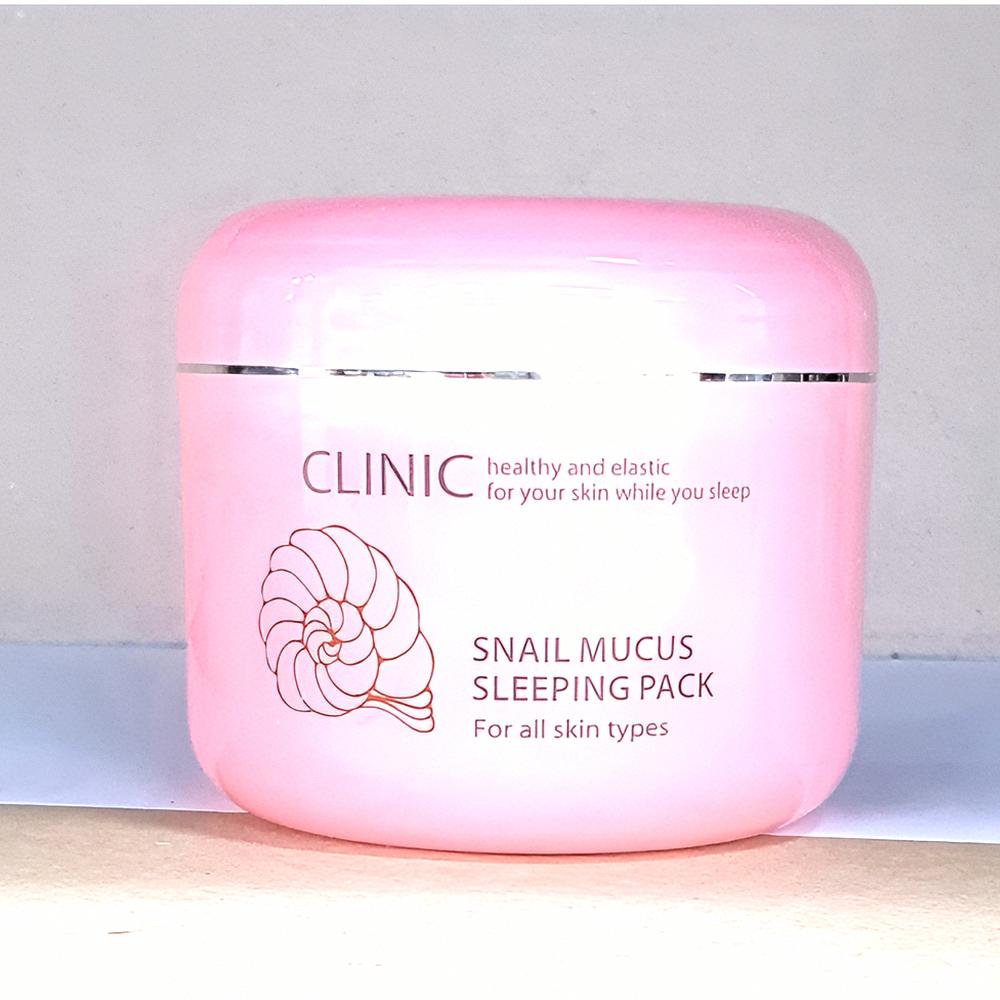 CLINIC
healthy and elastic
for your skin while you sleep
SNAIL MUCUS
SLEEPING PACK
For all skin types